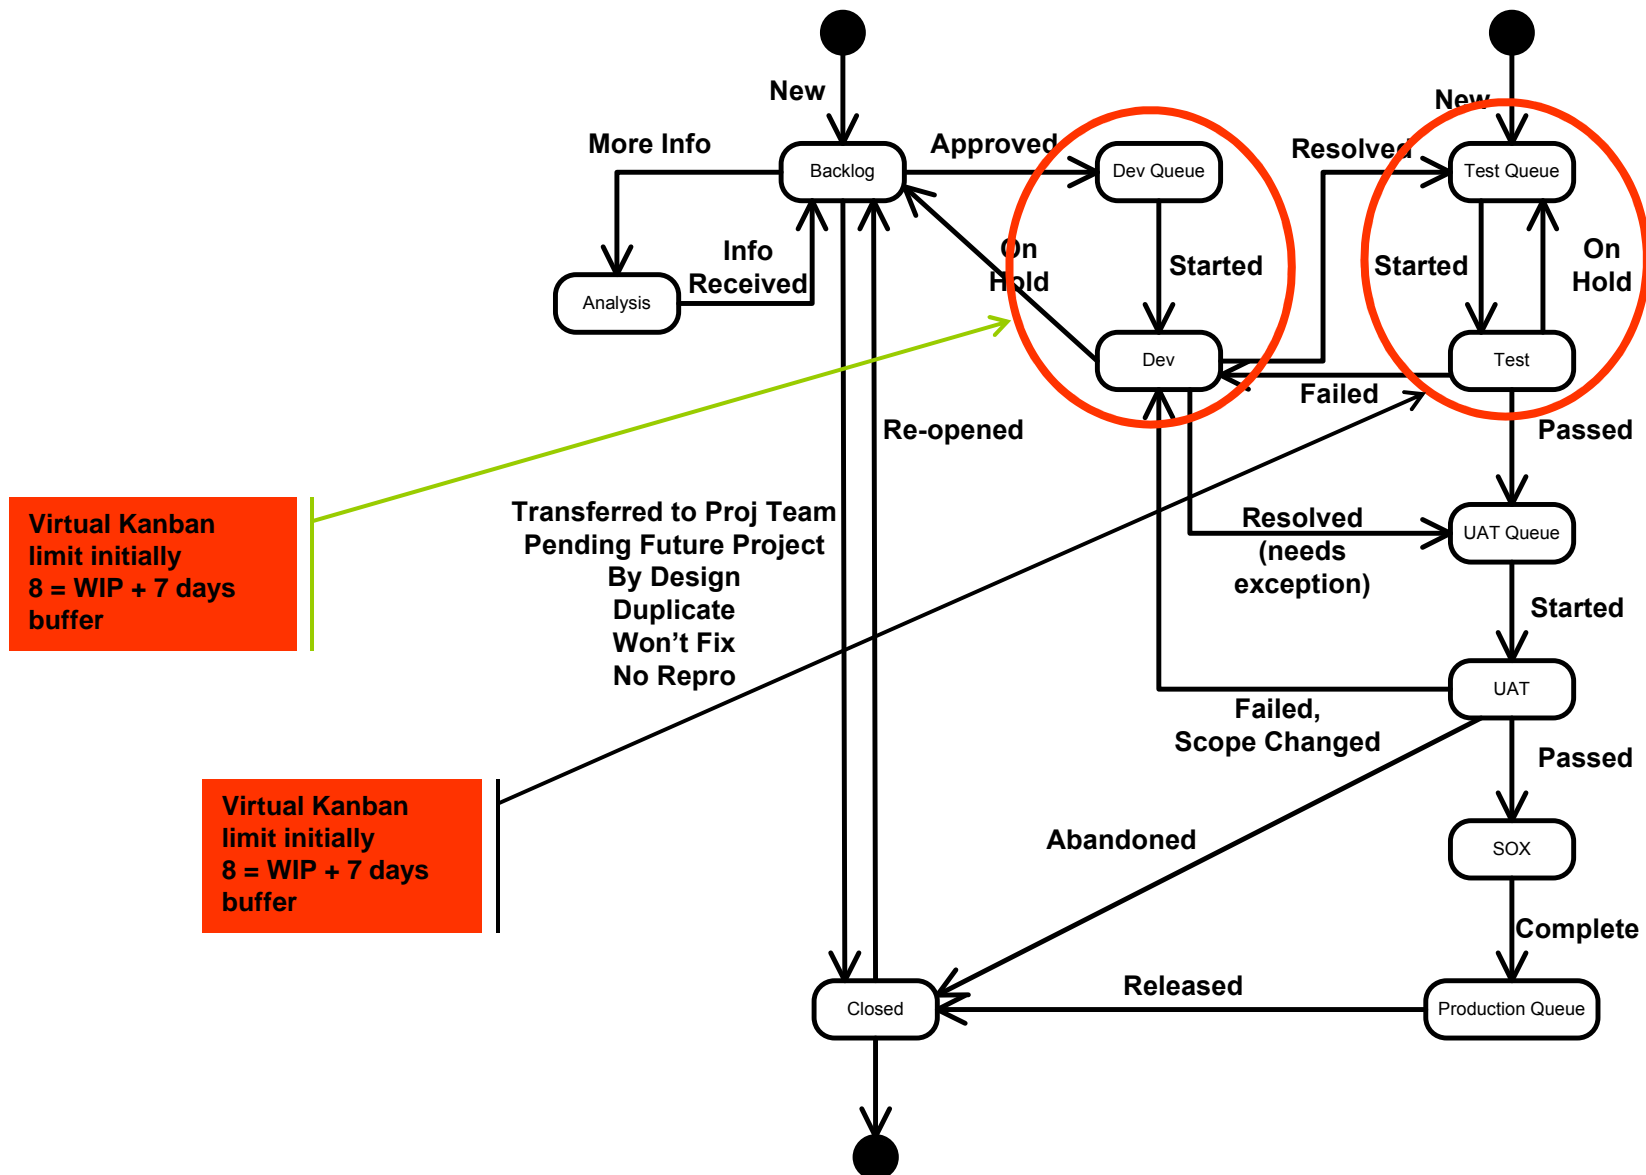 New
New
More Info
Approved
Resolved
Backlog
Dev Queue
Test Queue
Info
Received
On
Hold
Started
Started
On
Hold
Analysis
Dev
Test
Failed
Re-opened
Passed
Virtual Kanban
limit initially
8 = WIP + 7 days
buffer
Transferred to Proj Team
Pending Future Project
By Design
Duplicate
Won’t Fix
No Repro
Resolved
(needs
exception)
UAT Queue
Started
UAT
Failed,
Scope Changed
Passed
Virtual Kanban
limit initially
8 = WIP + 7 days
buffer
Abandoned
SOX
Complete
Released
Closed
Production Queue